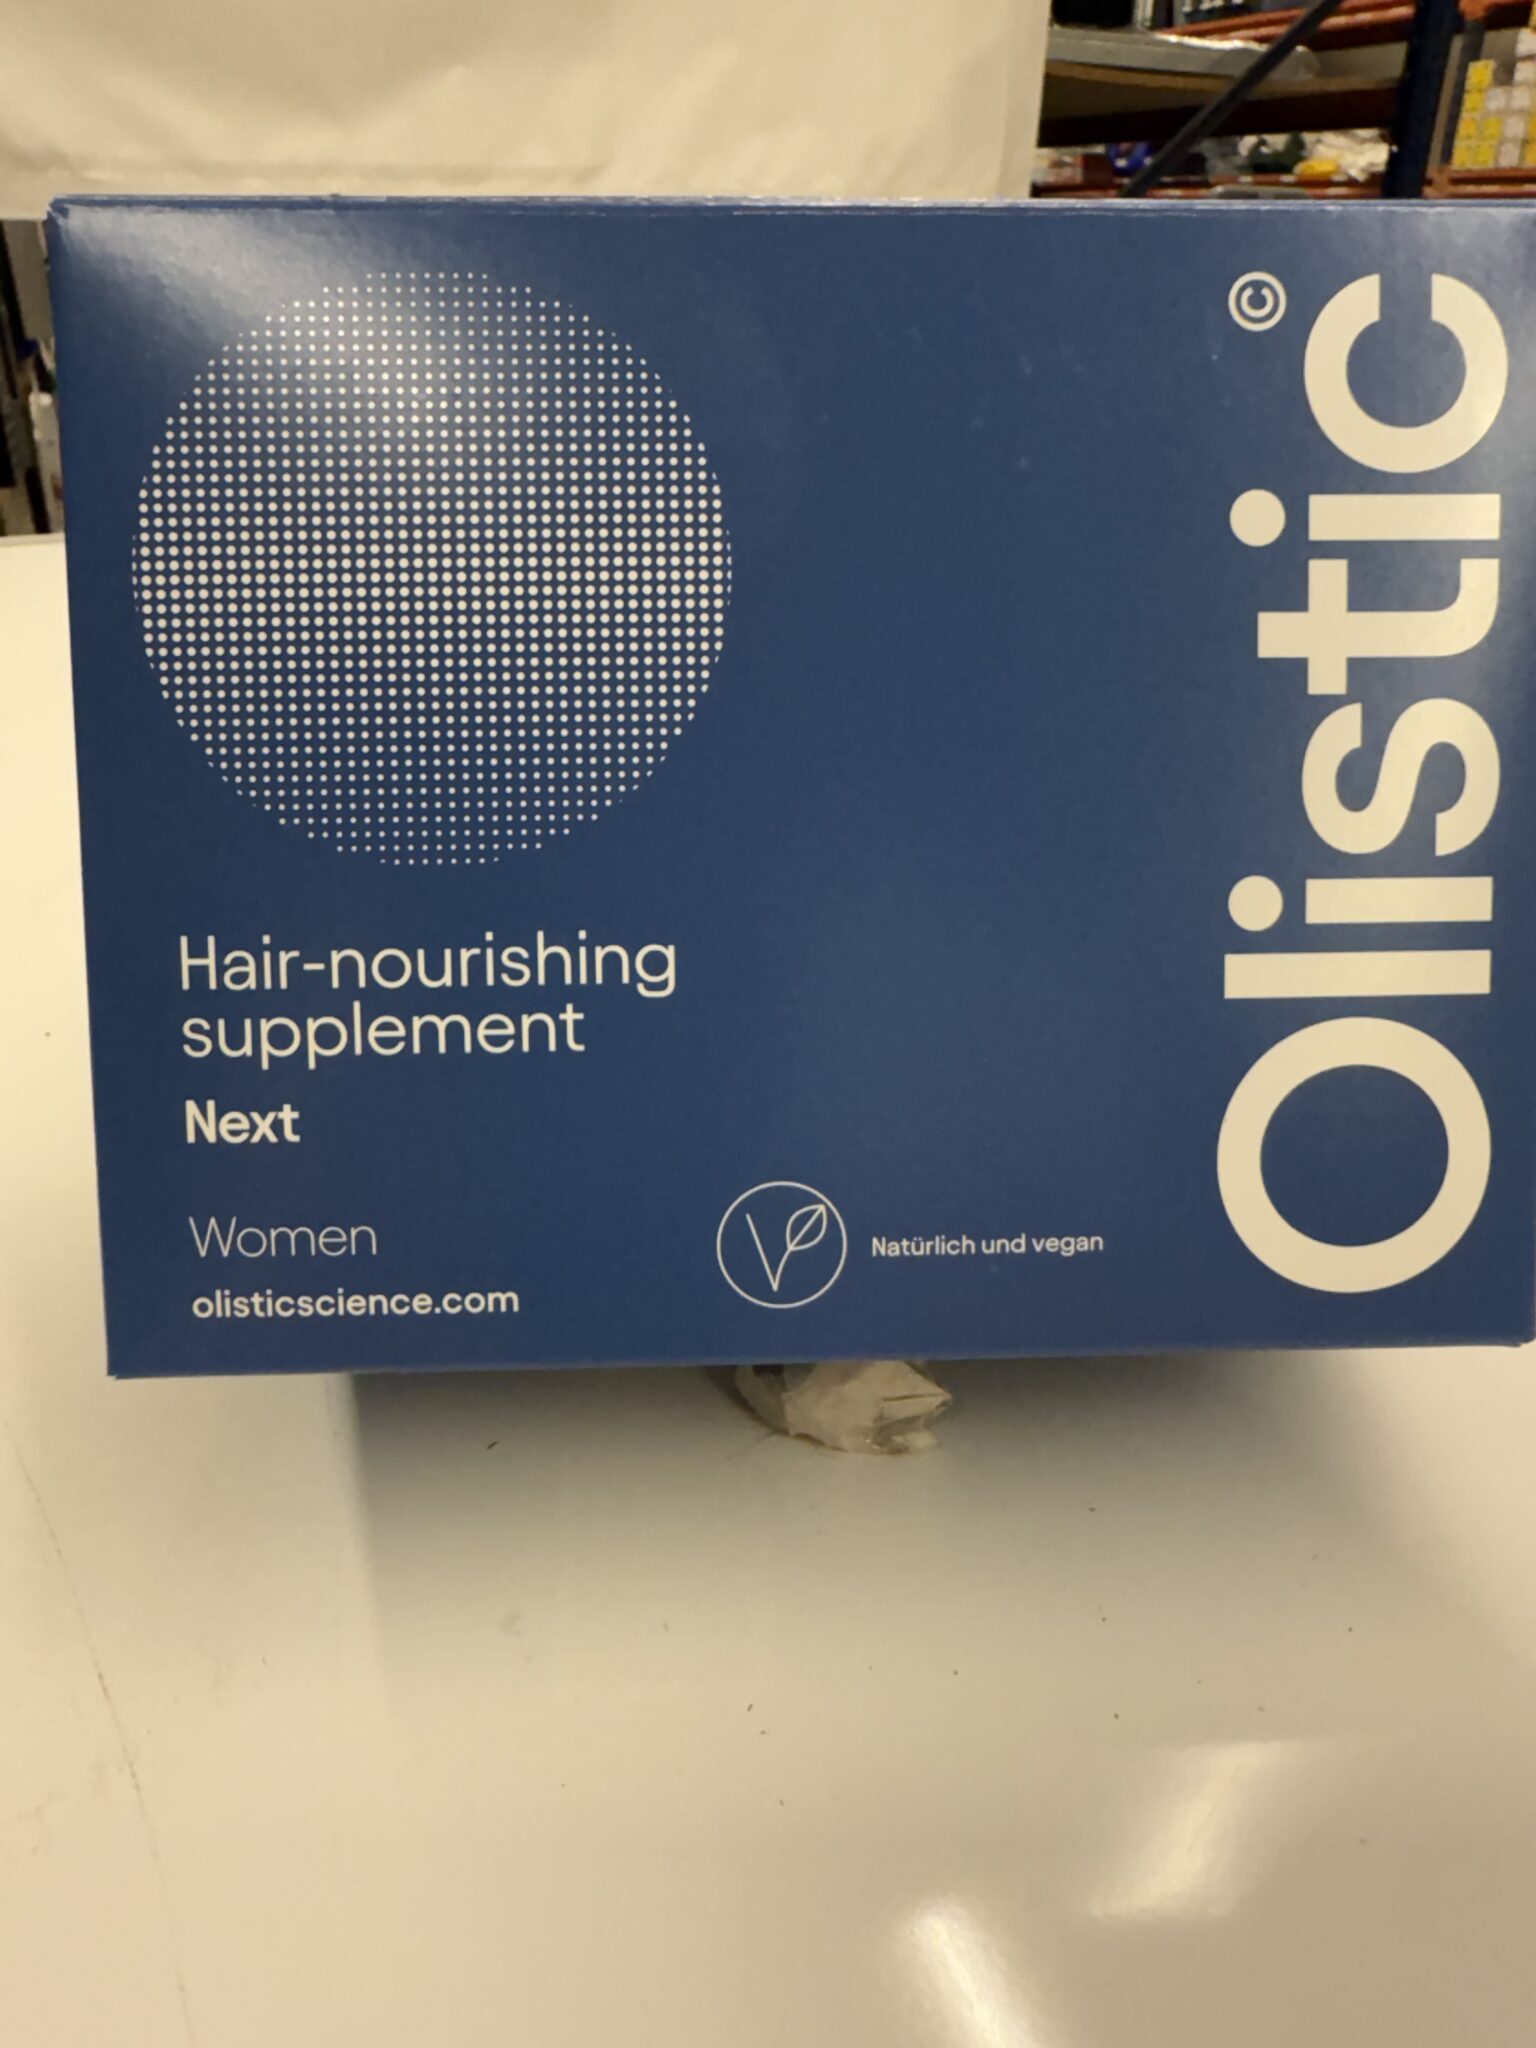 Olistic©
Hair-nourishing
supplement
Next
Women
olisticscience.com
Natürlich und vegan